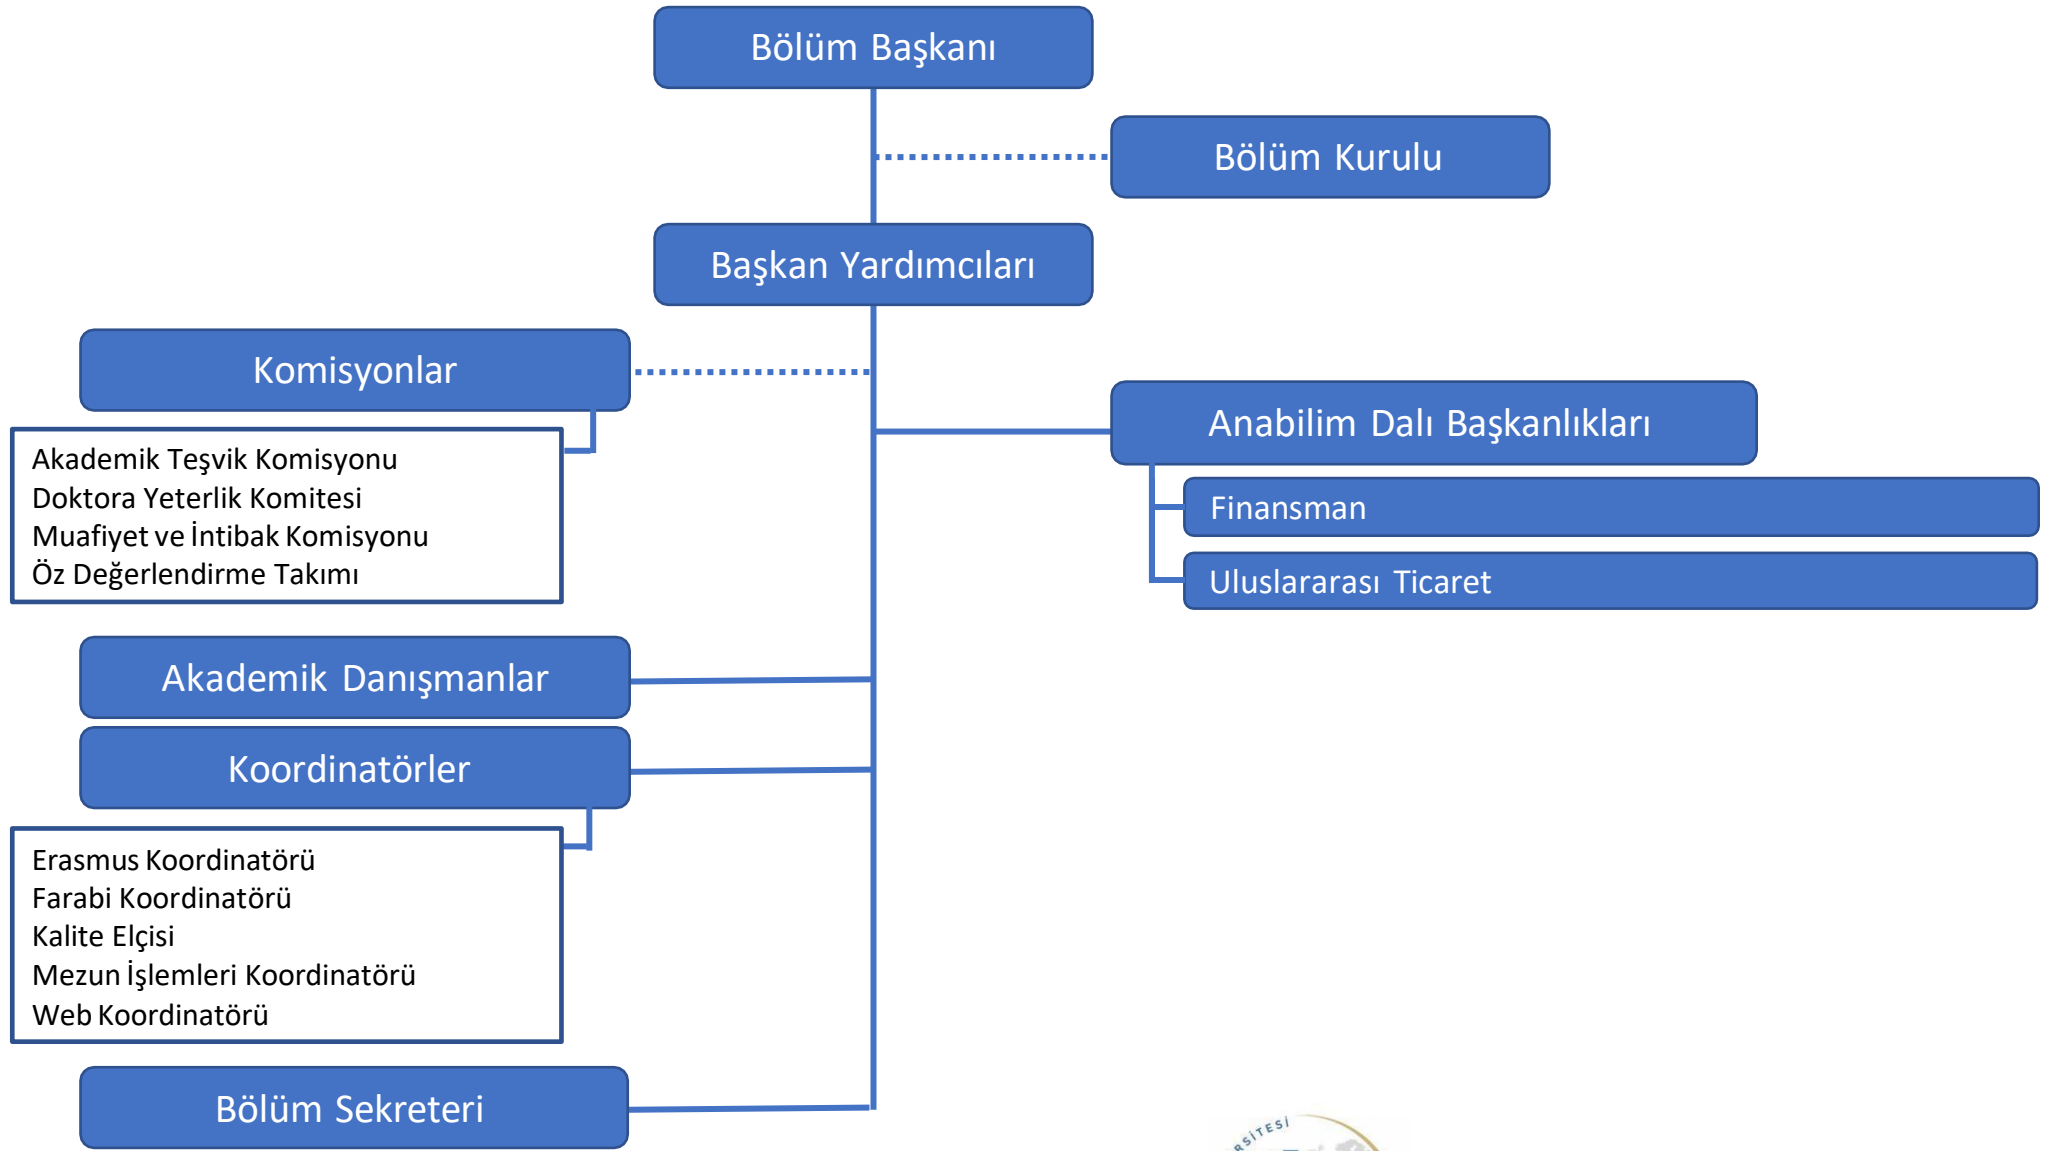 Bölüm Başkanı
Bölüm Kurulu
Başkan Yardımcıları
Komisyonlar
Akademik Teşvik Komisyonu
Doktora Yeterlik Komitesi
Muafiyet ve İntibak Komisyonu
Öz Değerlendirme Takımı
Anabilim Dalı Başkanlıkları
Finansman
Uluslararası Ticaret
Akademik Danışmanlar
Koordinatörler
Erasmus Koordinatörü
Farabi Koordinatörü
Kalite Elçisi
Mezun İşlemleri Koordinatörü
Web Koordinatörü
Bölüm Sekreteri